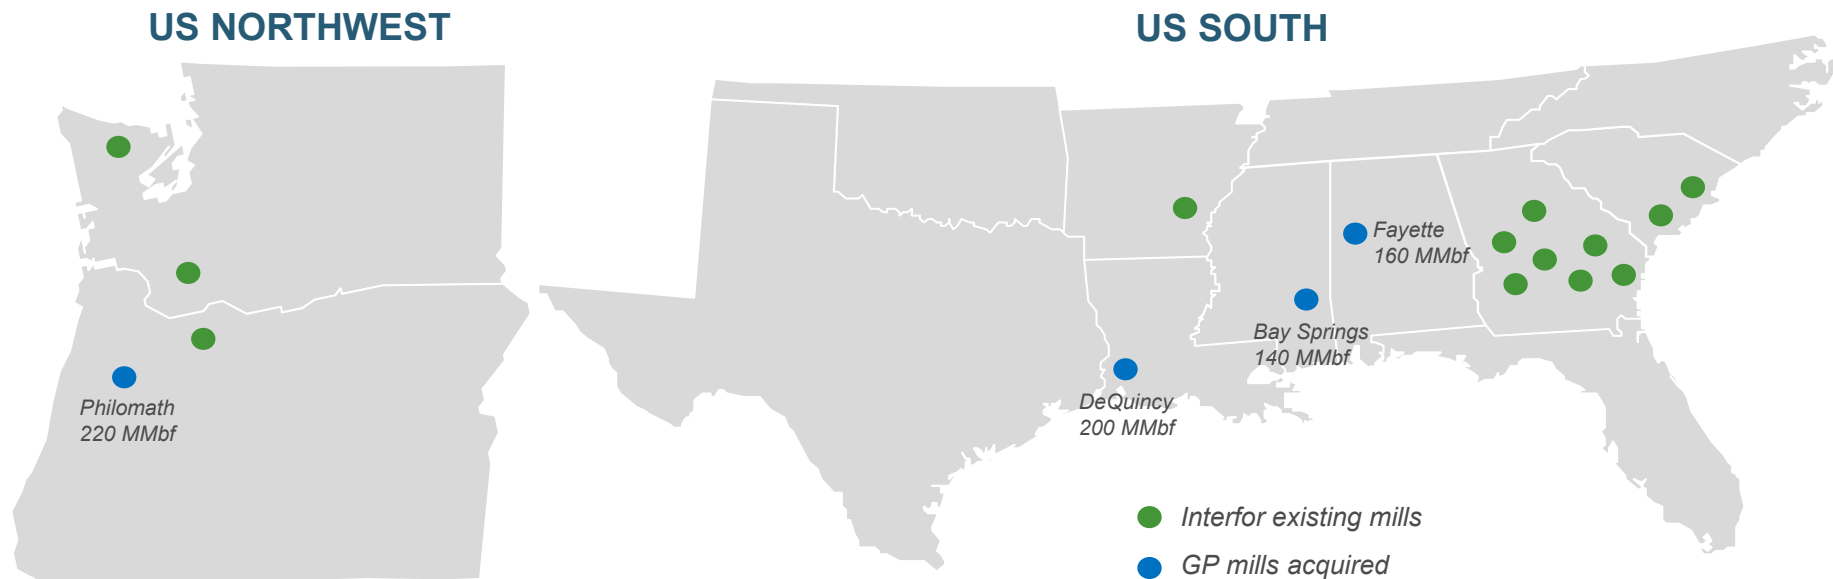 US NORTHWEST
US SOUTH
Philomath
220 MMbf
Fayette
160 MMbf
Bay Springs
140 MMbf
DeQuincy
200 MMbf
Interfor existing mills
GP mills acquired